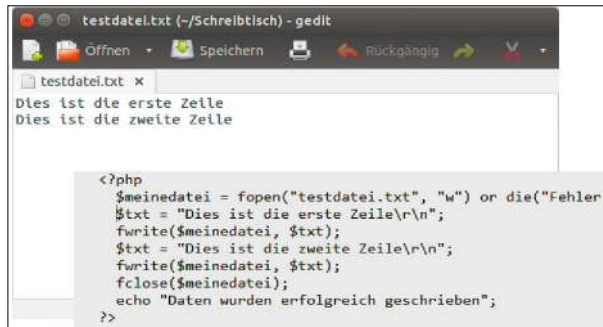 testdatei.txt (~/Schreibtisch) - gedit
Öffnen Speichern Rückgängig
testdatei.txt ×
Dies ist die erste Zeile
Dies ist die zweite Zeile
<?php
$meinedatei = fopen("testdatei.txt", "w") or die("Fehler
$txt = "Dies ist die erste Zeile\r\n";
fwrite($meinedatei, $txt);
$txt = "Dies ist die zweite Zeile\r\n";
fwrite($meinedatei, $txt);
fclose($meinedatei);
echo "Daten wurden erfolgreich geschrieben";
?>